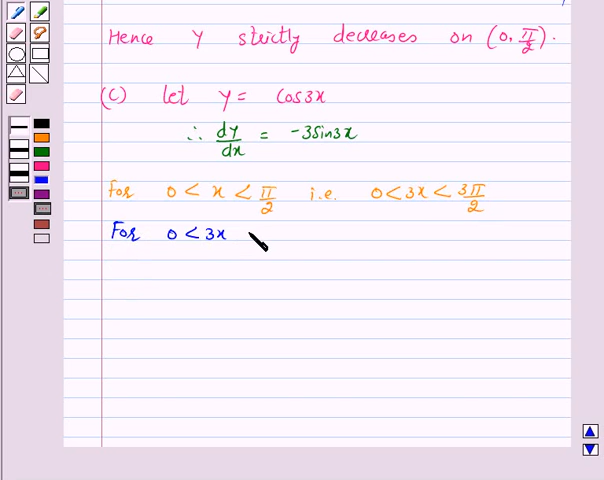 Hence Y strictly decreases on (0, π/2).
(C) let Y = Cos3x
∴ dY/dx = -3Sin3x
For 0 < x < π/2 i.e. 0 < 3x < 3π/2
For 0 < 3x